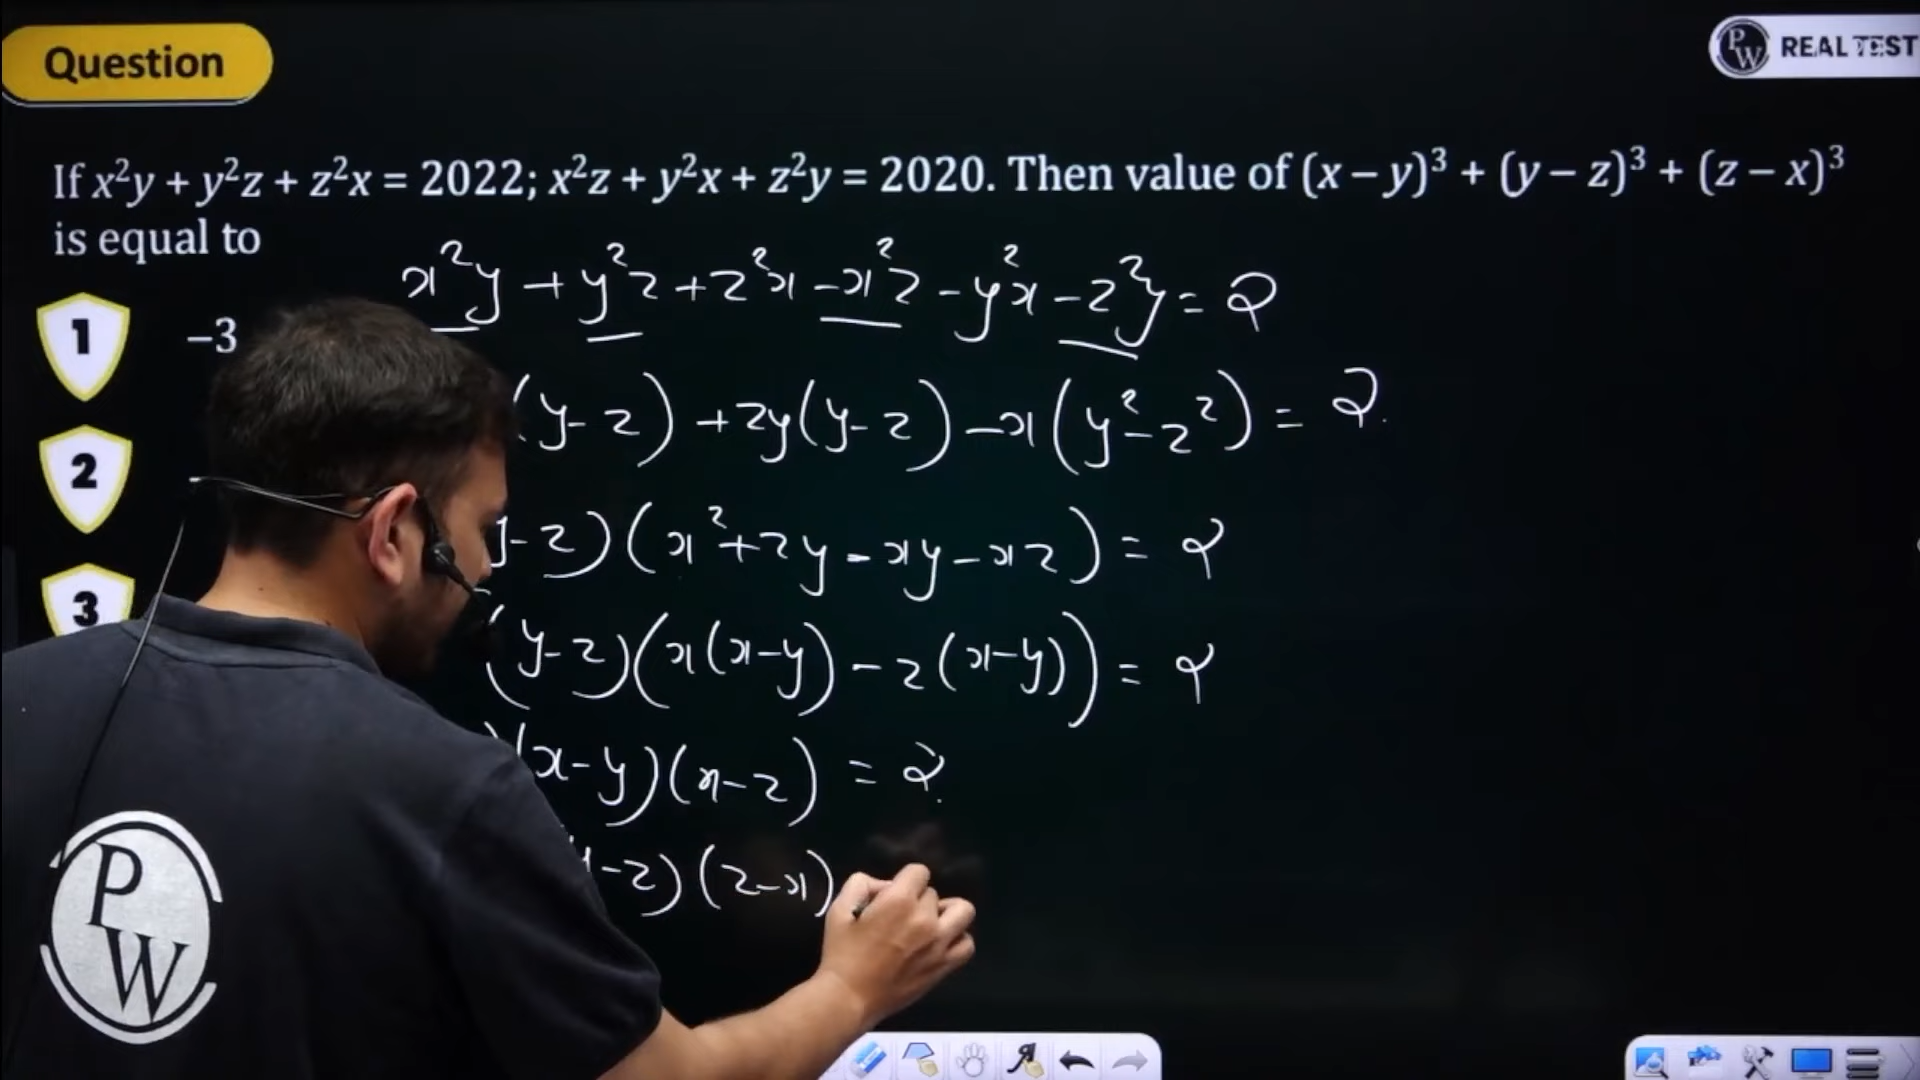 Question
PW REAL TEST
If x²y + y²z + z²x = 2022; x²z + y²x + z²y = 2020. Then value of (x – y)³ + (y – z)³ + (z – x)³
is equal to
x²y + y²z + z²x - x²z - y²x - z²y = 2
1 –3
(y-z) + zy(y-z) - x(y²-z²) = 2
2
-z)(x²+zy-xy-xz) = 2
3
(y-z)(x(x-y) - z(x-y)) = 2
(x-y)(x-z) = 2
-z)(z-x)
PW